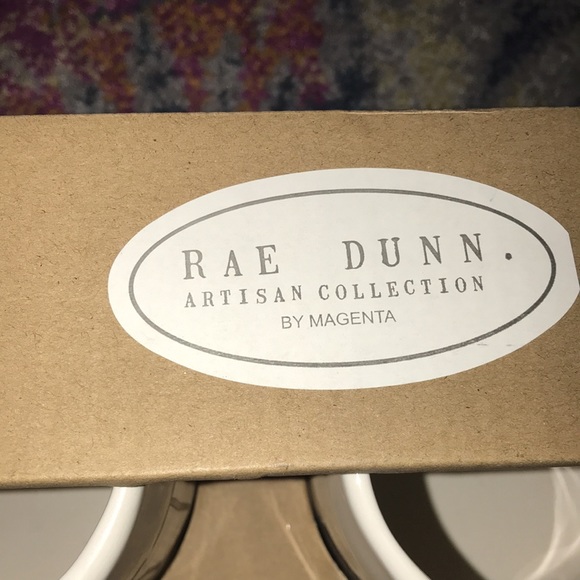 RAE DUNN.
ARTISAN COLLECTION
BY MAGENTA